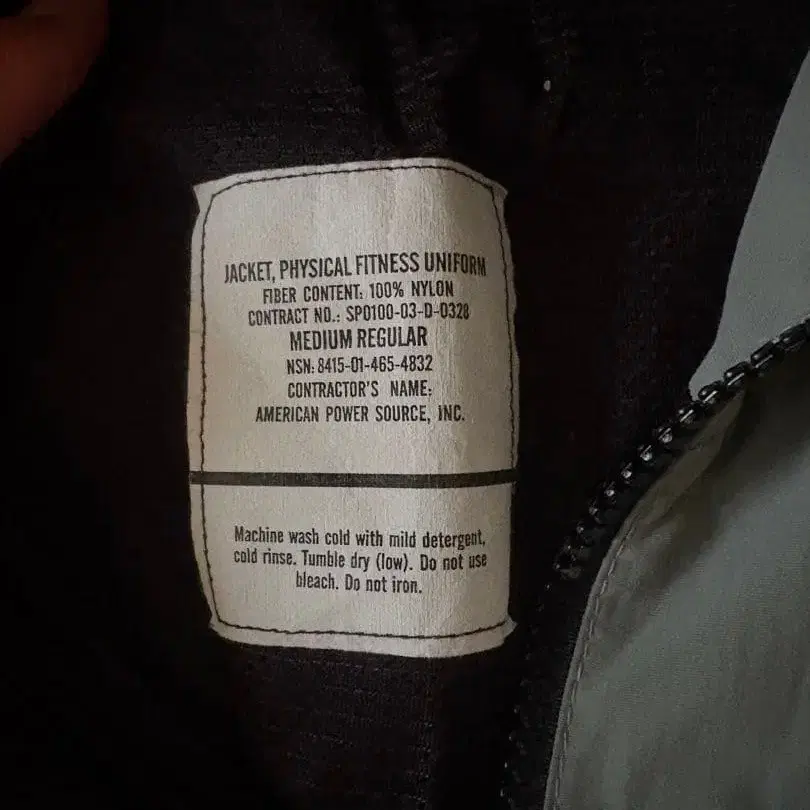 JACKET, PHYSICAL FITNESS UNIFORM
FIBER CONTENT: 100% NYLON
CONTRACT NO.: SP0100-03-D-0328
MEDIUM REGULAR
NSN: 8415-01-465-4832
CONTRACTOR'S NAME:
AMERICAN POWER SOURCE, INC.
Machine wash cold with mild detergent,
cold rinse. Tumble dry (low). Do not use
bleach. Do not iron.